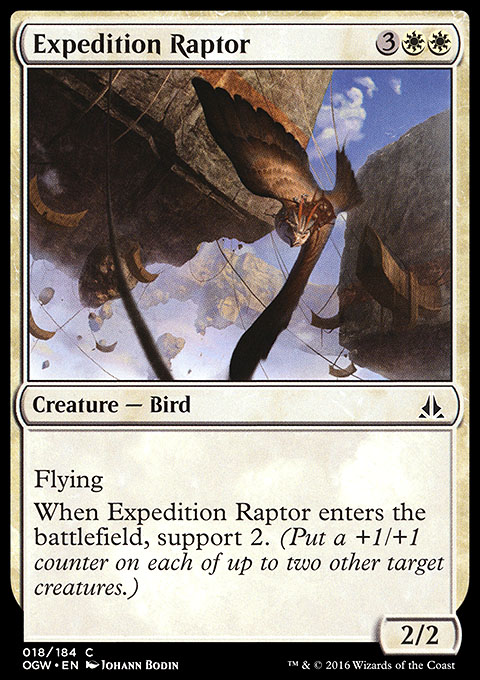 Expedition Raptor 3
Creature — Bird
Flying
When Expedition Raptor enters the
battlefield, support 2. (Put a +1/+1
counter on each of up to two other target
creatures.)
2/2
018/184 C
OGW • EN Johann Bodin
™ & © 2016 Wizards of the Coast